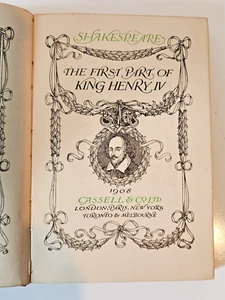 SHAKESPEARE
THE FIRST PART OF
KING HENRY IV
1908
CASSELL & CO LTD
LONDON, PARIS, NEW YORK
TORONTO & MELBOURNE